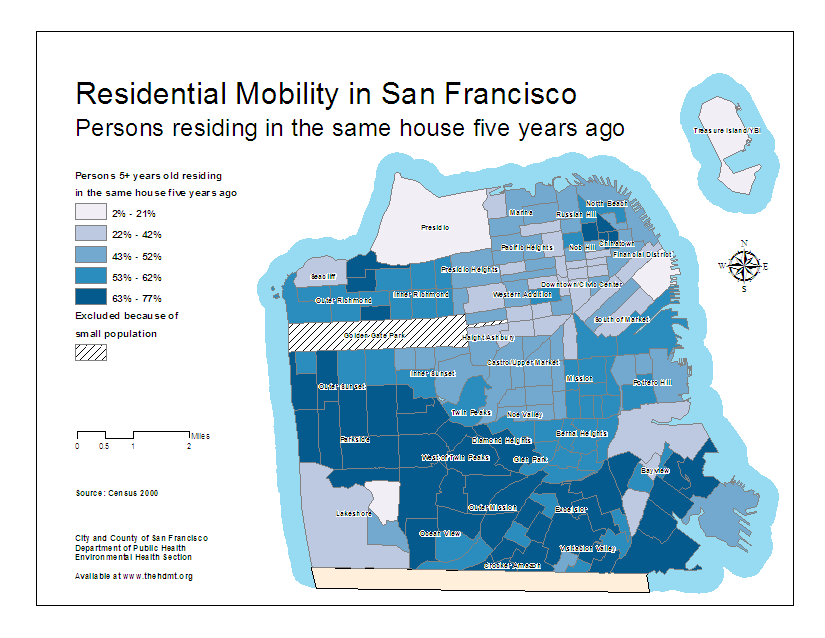 Residential Mobility in San Francisco
Persons residing in the same house five years ago
Persons 5+ years old residing
in the same house five years ago
2% - 21%
22% - 42%
43% - 52%
53% - 62%
63% - 77%
Excluded because of
small population
0 0.5 1 2 Miles
Source: Census 2000
City and County of San Francisco
Department of Public Health
Environmental Health Section
Available at www.thehdmt.org
Treasure Island/YBI
N
W E
S
North Beach
Marina
Russian Hill
Presidio
Pacific Heights
Nob Hill
Chinatown
Financial District
Presidio Heights
Seacliff
Downtown/Civic Center
Outer Richmond
Inner Richmond
Western Addition
South of Market
Golden Gate Park
Haight Ashbury
Castro/Upper Market
Inner Sunset
Mission
Potrero Hill
Outer Sunset
Twin Peaks
Noe Valley
Parkside
Diamond Heights
Bernal Heights
West of Twin Peaks
Glen Park
Bayview
Lakeshore
Outer Mission
Excelsior
Ocean View
Visitacion Valley
Crocker Amazon